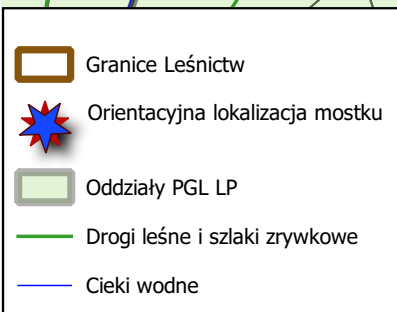 Granice Leśnictw
Orientacyjna lokalizacja mostku
Oddziały PGL LP
Drogi leśne i szlaki zrywkowe
Cieki wodne